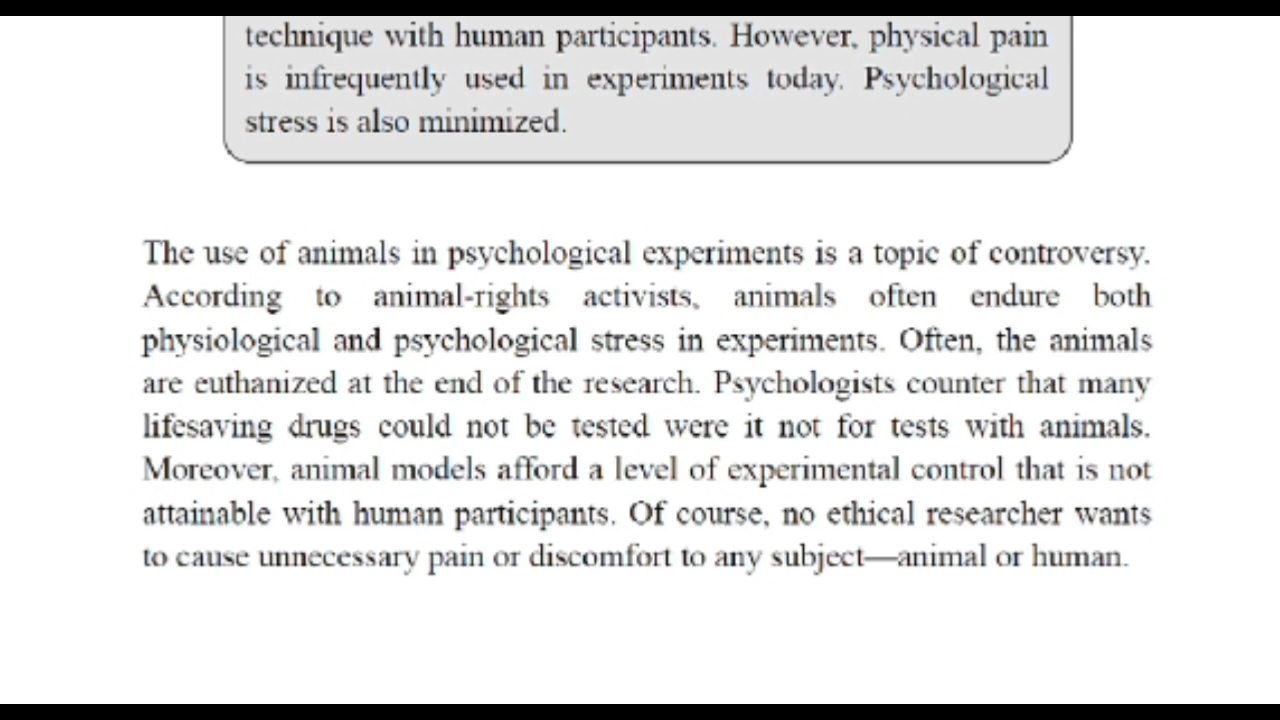 technique with human participants. However, physical pain
is infrequently used in experiments today. Psychological
stress is also minimized.
The use of animals in psychological experiments is a topic of controversy.
According to animal-rights activists, animals often endure both
physiological and psychological stress in experiments. Often, the animals
are euthanized at the end of the research. Psychologists counter that many
lifesaving drugs could not be tested were it not for tests with animals.
Moreover, animal models afford a level of experimental control that is not
attainable with human participants. Of course, no ethical researcher wants
to cause unnecessary pain or discomfort to any subject—animal or human.